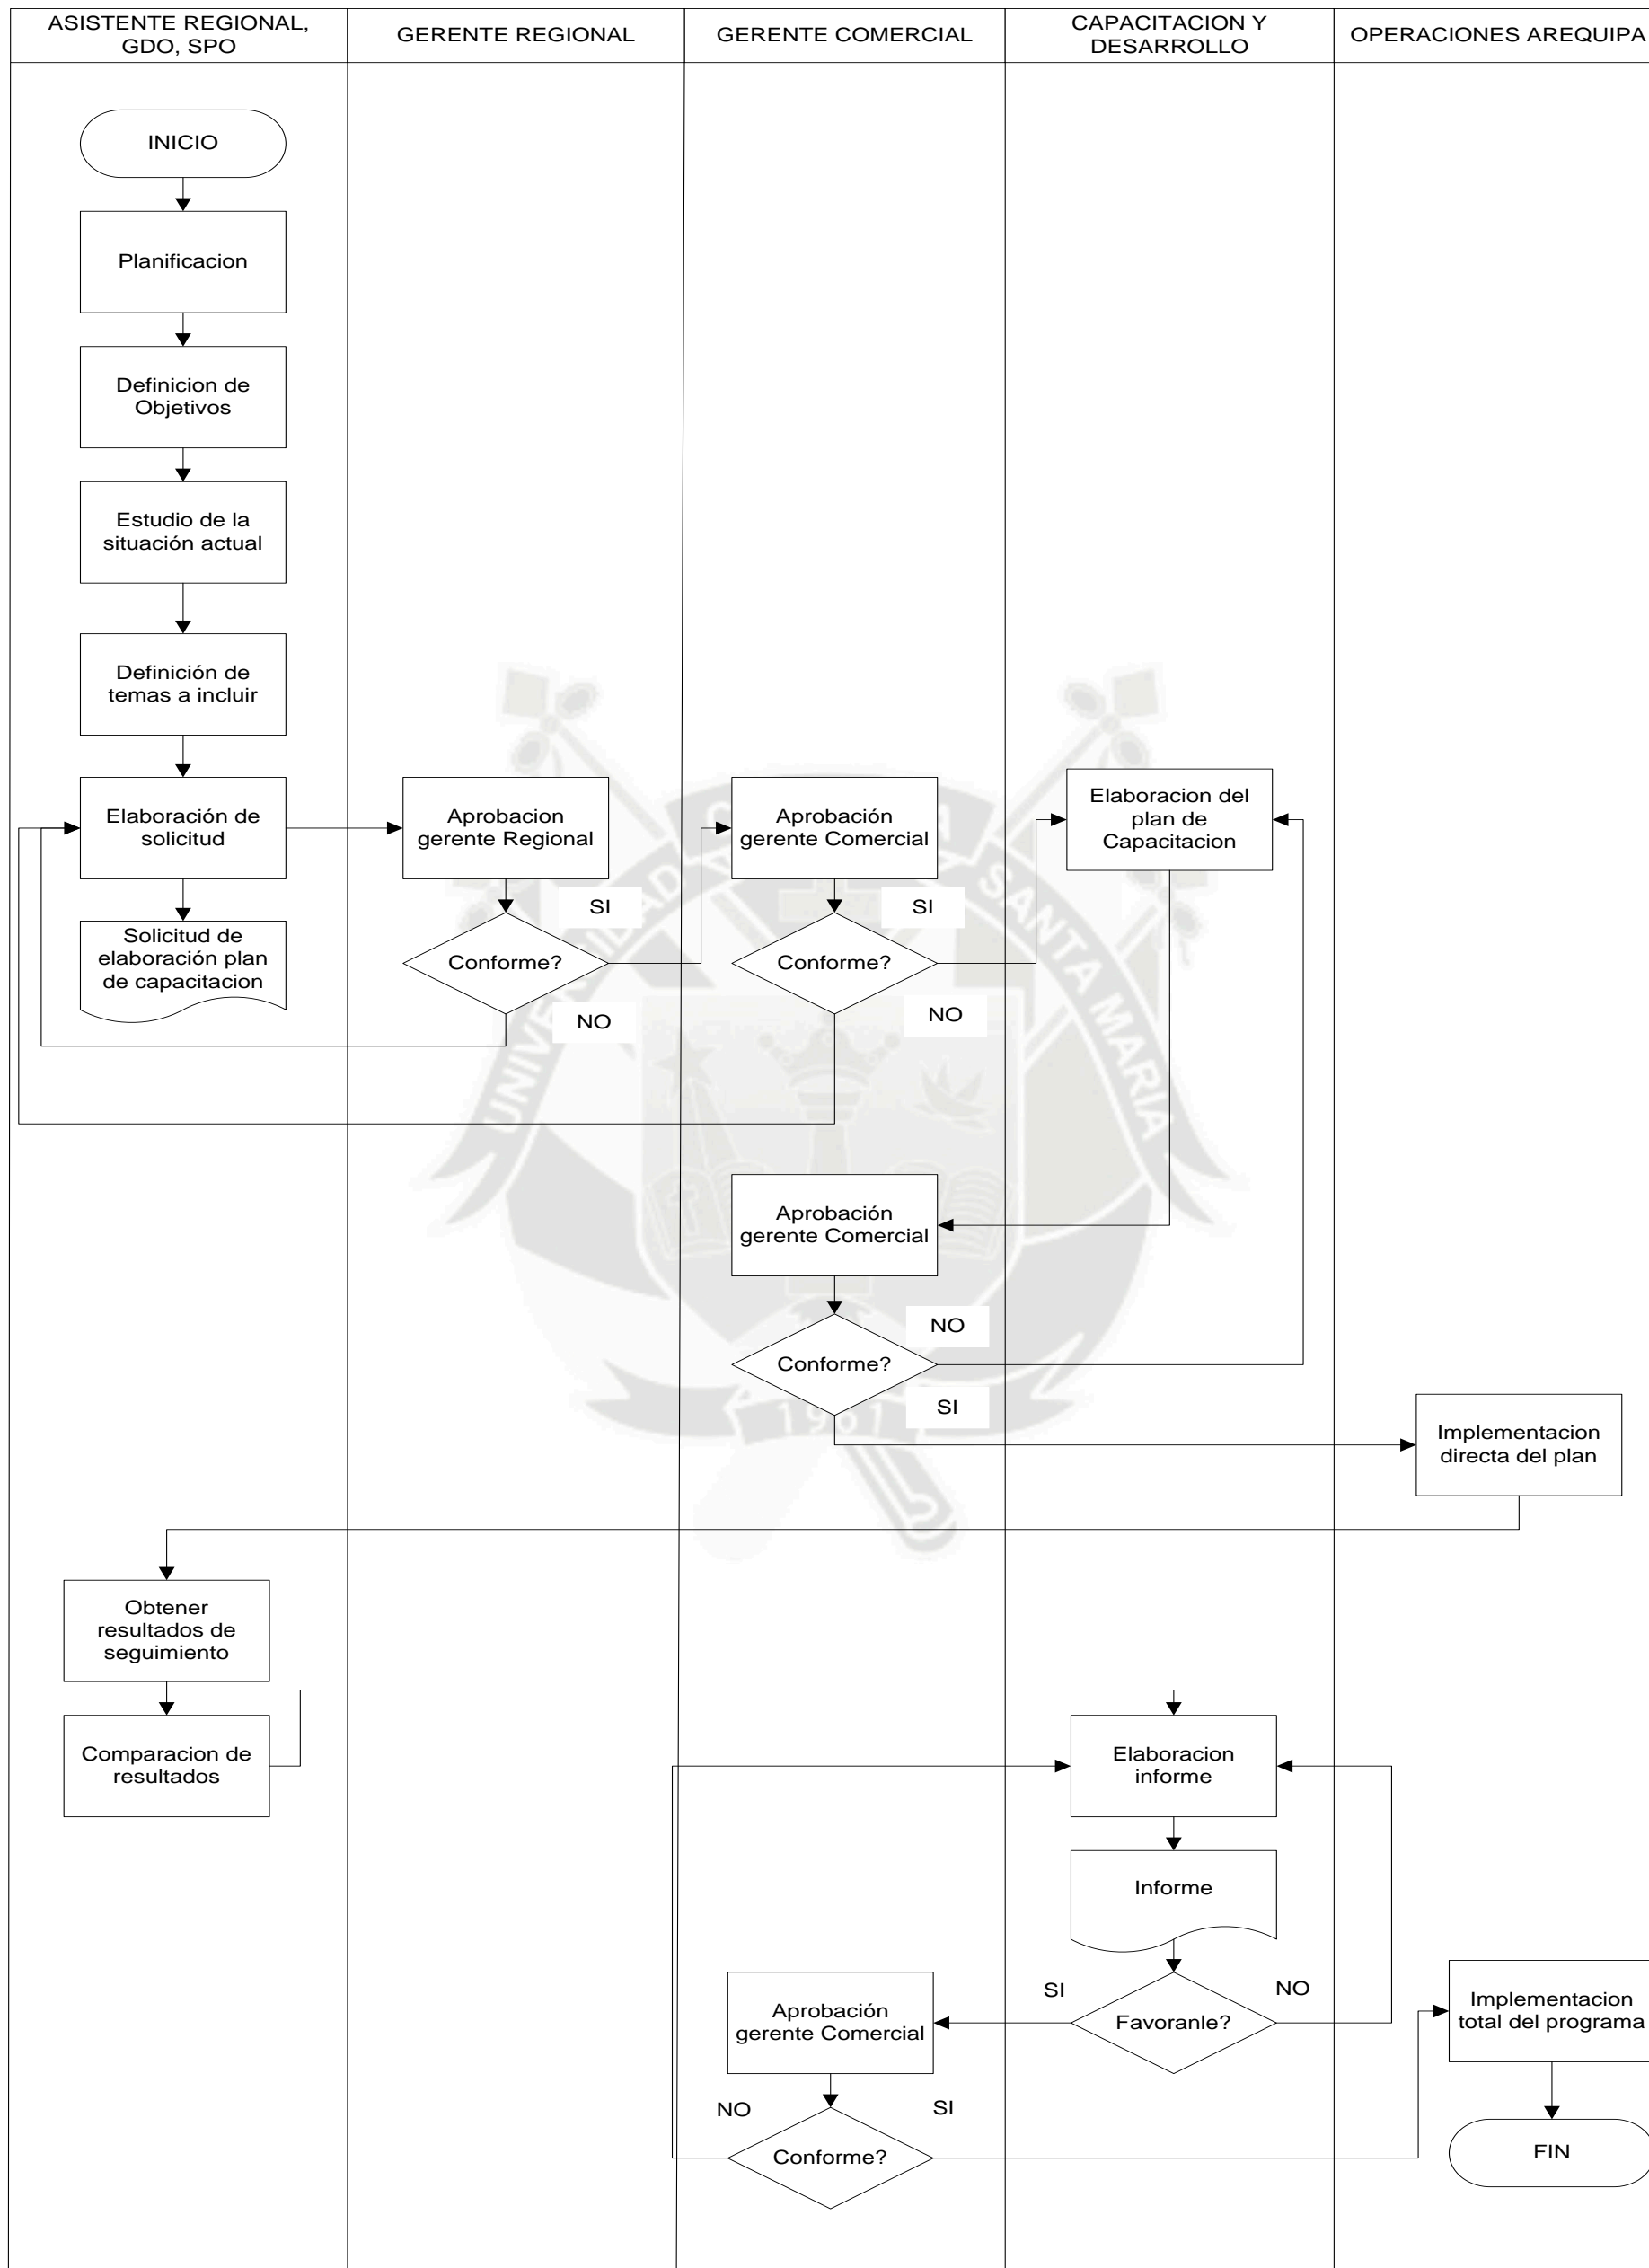 ASISTENTE REGIONAL,
GDO, SPO
GERENTE REGIONAL
GERENTE COMERCIAL
CAPACITACION Y
DESARROLLO
OPERACIONES AREQUIPA
INICIO
Planificacion
Definicion de
Objetivos
Estudio de la
situación actual
Definición de
temas a incluir
Elaboración de
solicitud
Aprobacion
gerente Regional
Aprobación
gerente Comercial
Elaboracion del
plan de
Capacitacion
Solicitud de
elaboración plan
de capacitacion
SI
Conforme?
NO
SI
Conforme?
NO
UNIVERSIDAD
SANTA MARIA
Aprobación
gerente Comercial
Conforme?
NO
SI
1961
Implementacion
directa del plan
Obtener
resultados de
seguimiento
Comparacion de
resultados
Elaboracion
informe
Informe
SI
Favoranle?
NO
Aprobación
gerente Comercial
NO
SI
Conforme?
Implementacion
total del programa
FIN